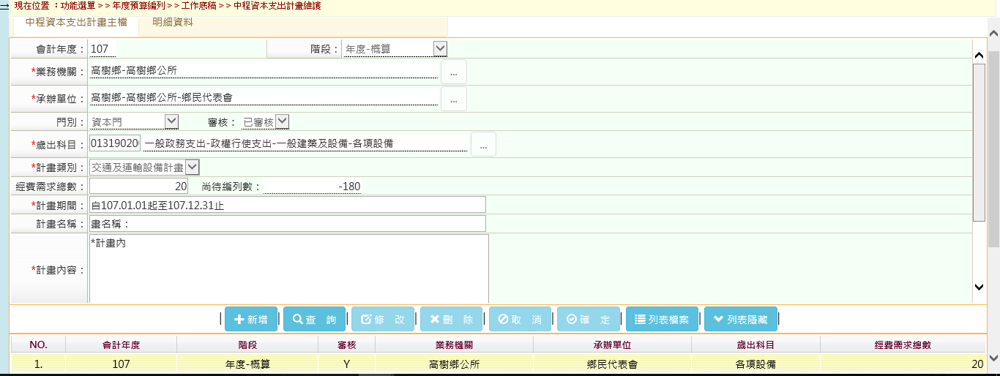 現在位置 ：功能選單>>年度預算編列>>工作底稿>>中程資本支出計畫維護
中程資本支出計畫主檔 明細資料
會計年度： 107 階段： 年度-概算
*業務機關： 高樹鄉-高樹鄉公所 ...
*承辦單位： 高樹鄉-高樹鄉公所-鄉民代表會 ...
門別： 資本門 審核： 已審核
*歲出科目： 01319020 一般政務支出-政權行使支出-一般建築及設備-各項設備 ...
*計畫類別： 交通及運輸設備計畫
經費需求總數： 20 尚待編列數： -180
*計畫期間： 自107.01.01起至107.12.31止
計畫名稱： 畫名稱：
*計畫內容： *計畫內
| 新增 | 查 詢 | 修 改 | 刪 除 | 取 消 | 確 定 | 列表檔案 | 列表隱藏 |
NO. 會計年度 階段 審核 業務機關 承辦單位 歲出科目 經費需求總數
1. 107 年度-概算 Y 高樹鄉公所 鄉民代表會 各項設備 20